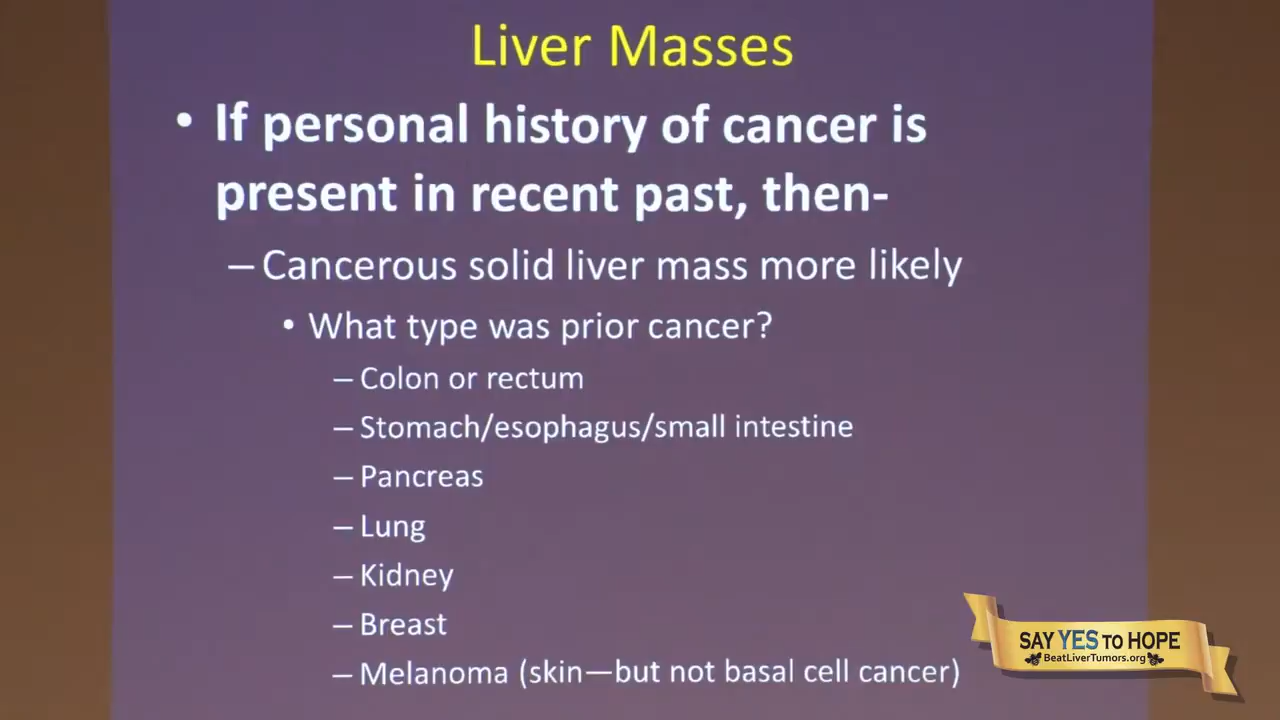 Liver Masses
• If personal history of cancer is
present in recent past, then-
– Cancerous solid liver mass more likely
• What type was prior cancer?
– Colon or rectum
– Stomach/esophagus/small intestine
– Pancreas
– Lung
– Kidney
– Breast
– Melanoma (skin—but not basal cell cancer)
SAY YES TO HOPE
BeatLiverTumors.org